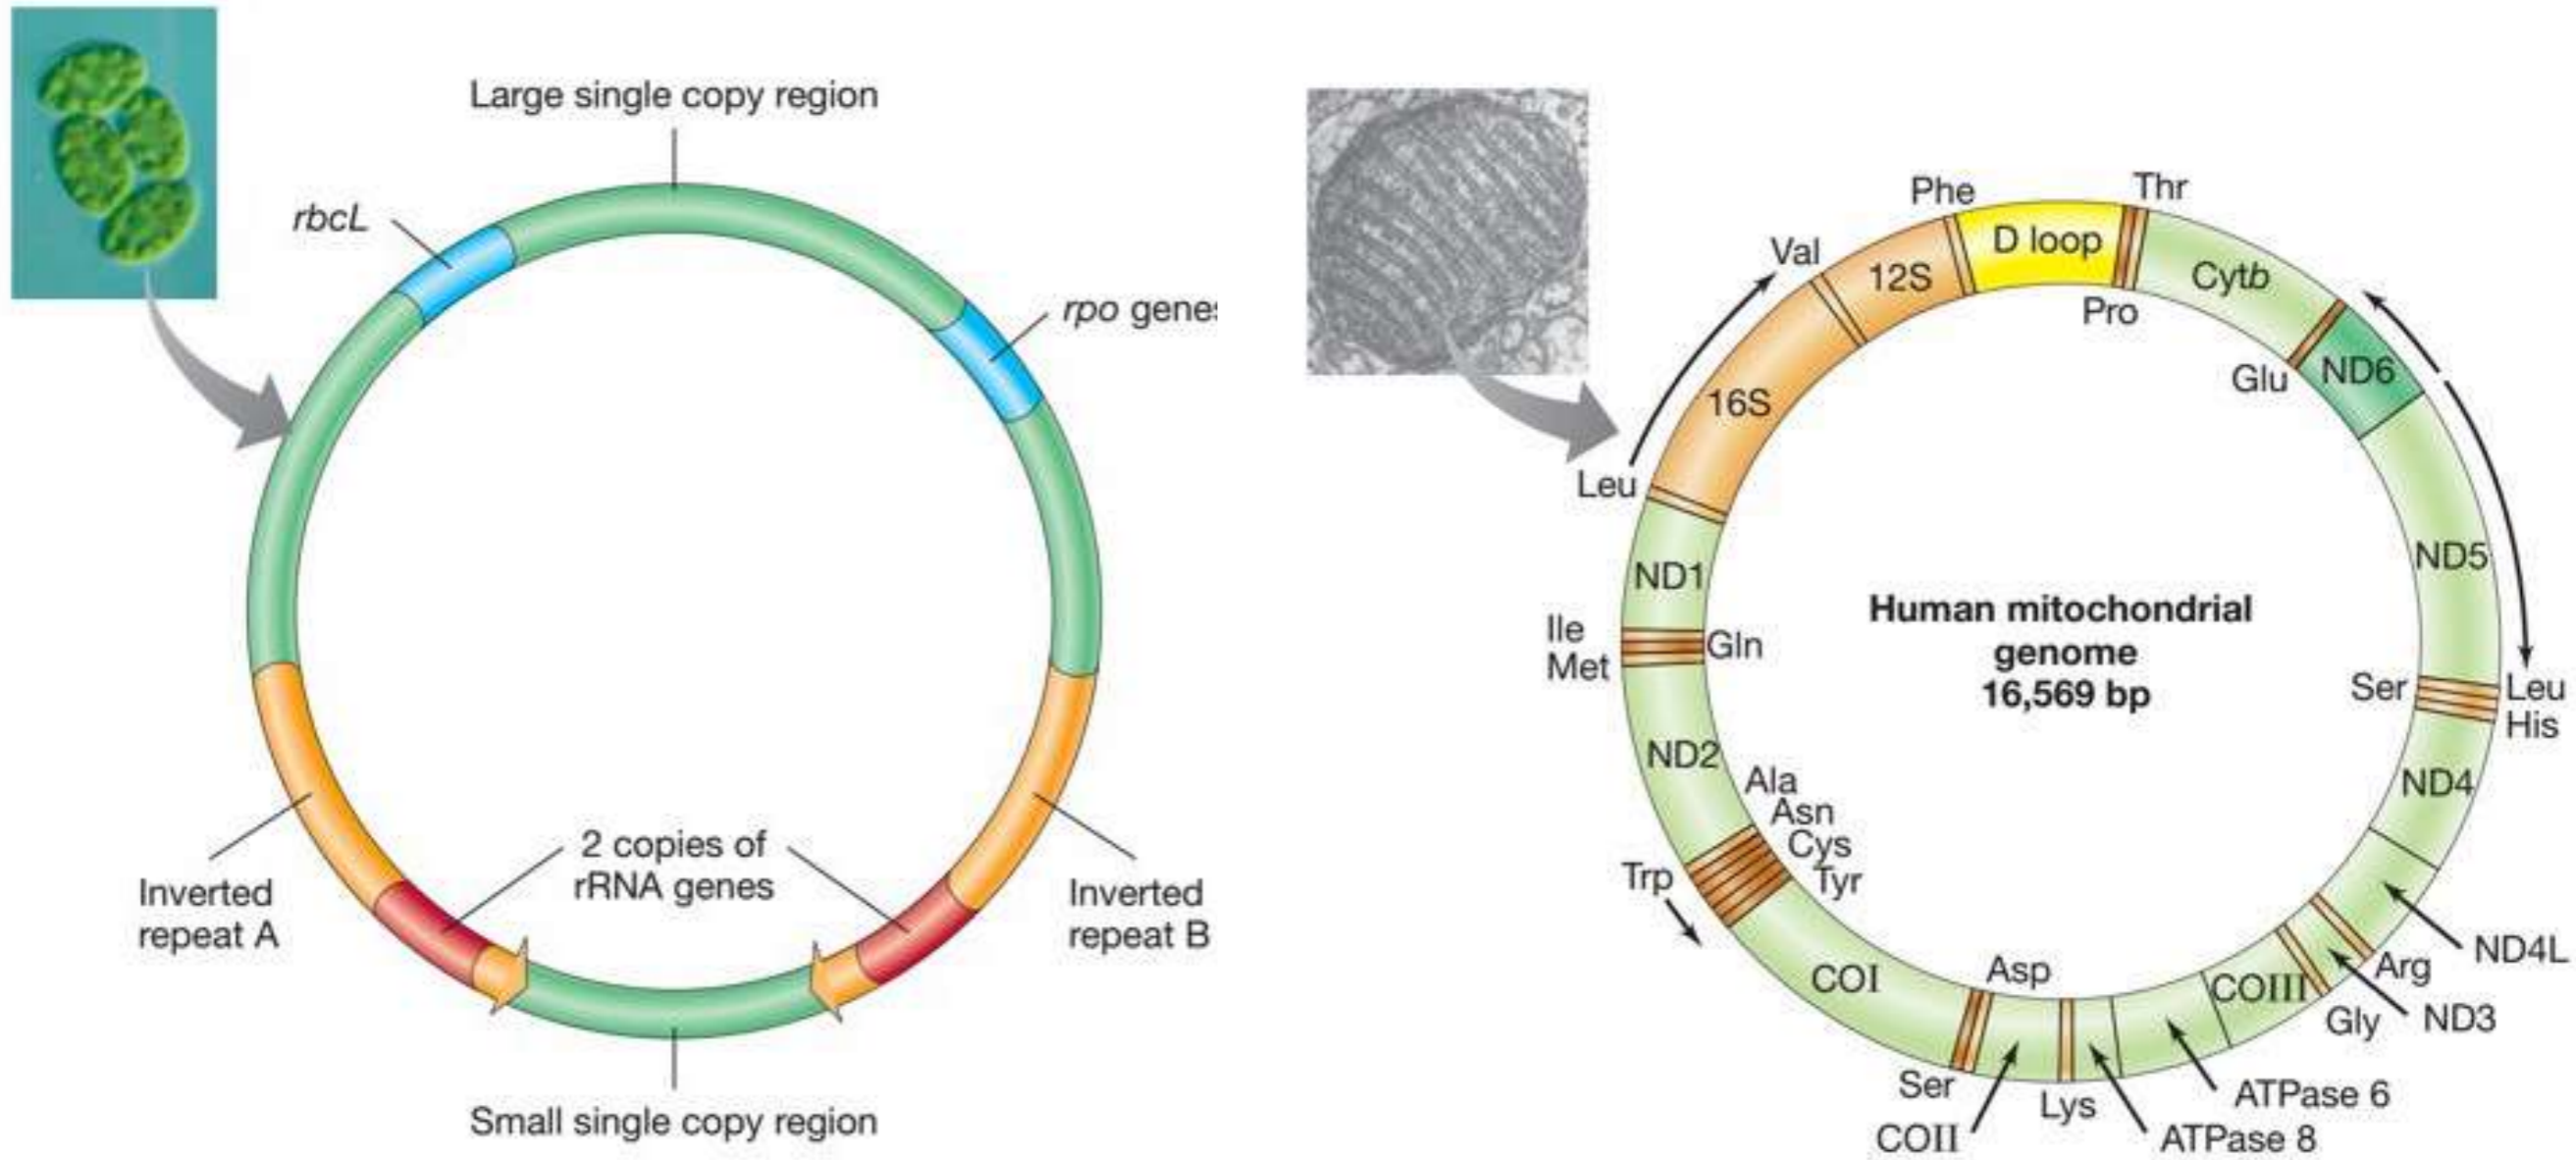 Large single copy region
rbcL
rpo genes
Inverted
repeat A
2 copies of
rRNA genes
Inverted
repeat B
Small single copy region
Phe
Thr
Val
12S
D loop
Cytb
Pro
Glu
ND6
16S
Leu
ND1
ND5
Human mitochondrial
genome
16,569 bp
Ile
Met
Gln
Ser
Leu
His
ND2
ND4
Ala
Asn
Cys
Tyr
Trp
COI
Asp
COIII
Arg
ND4L
Gly
ND3
Ser
COII
Lys
ATPase 6
ATPase 8